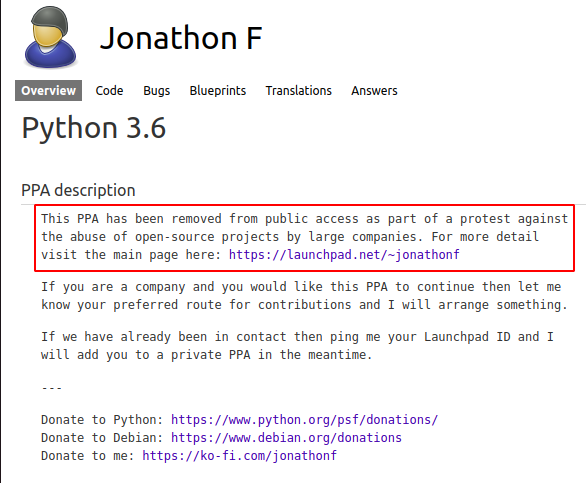 Jonathon F
Overview Code Bugs Blueprints Translations Answers
Python 3.6
PPA description
This PPA has been removed from public access as part of a protest against
the abuse of open-source projects by large companies. For more detail
visit the main page here: https://launchpad.net/~jonathonf
If you are a company and you would like this PPA to continue then let me
know your preferred route for contributions and I will arrange something.
If we have already been in contact then ping me your Launchpad ID and I
will add you to a private PPA in the meantime.
---
Donate to Python: https://www.python.org/psf/donations/
Donate to Debian: https://www.debian.org/donations
Donate to me: https://ko-fi.com/jonathonf